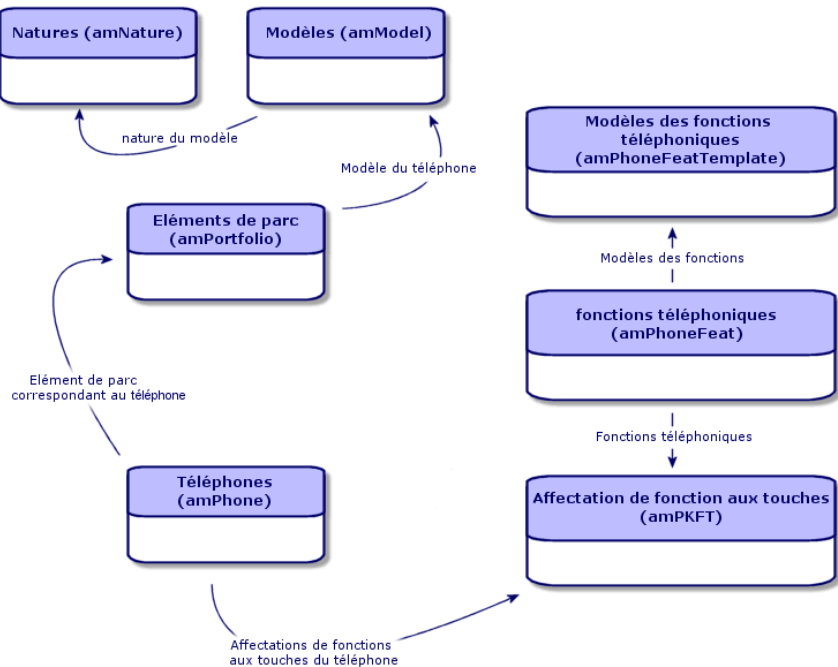 Natures (amNature)
Modèles (amModel)
nature du modèle
Modèle du téléphone
Modèles des fonctions
téléphoniques
(amPhoneFeatTemplate)
Eléments de parc
(amPortfolio)
Modèles des fonctions
fonctions téléphoniques
(amPhoneFeat)
Elément de parc
correspondant au téléphone
Fonctions téléphoniques
Téléphones
(amPhone)
Affectation de fonction aux touches
(amPKFT)
Affectations de fonctions
aux touches du téléphone